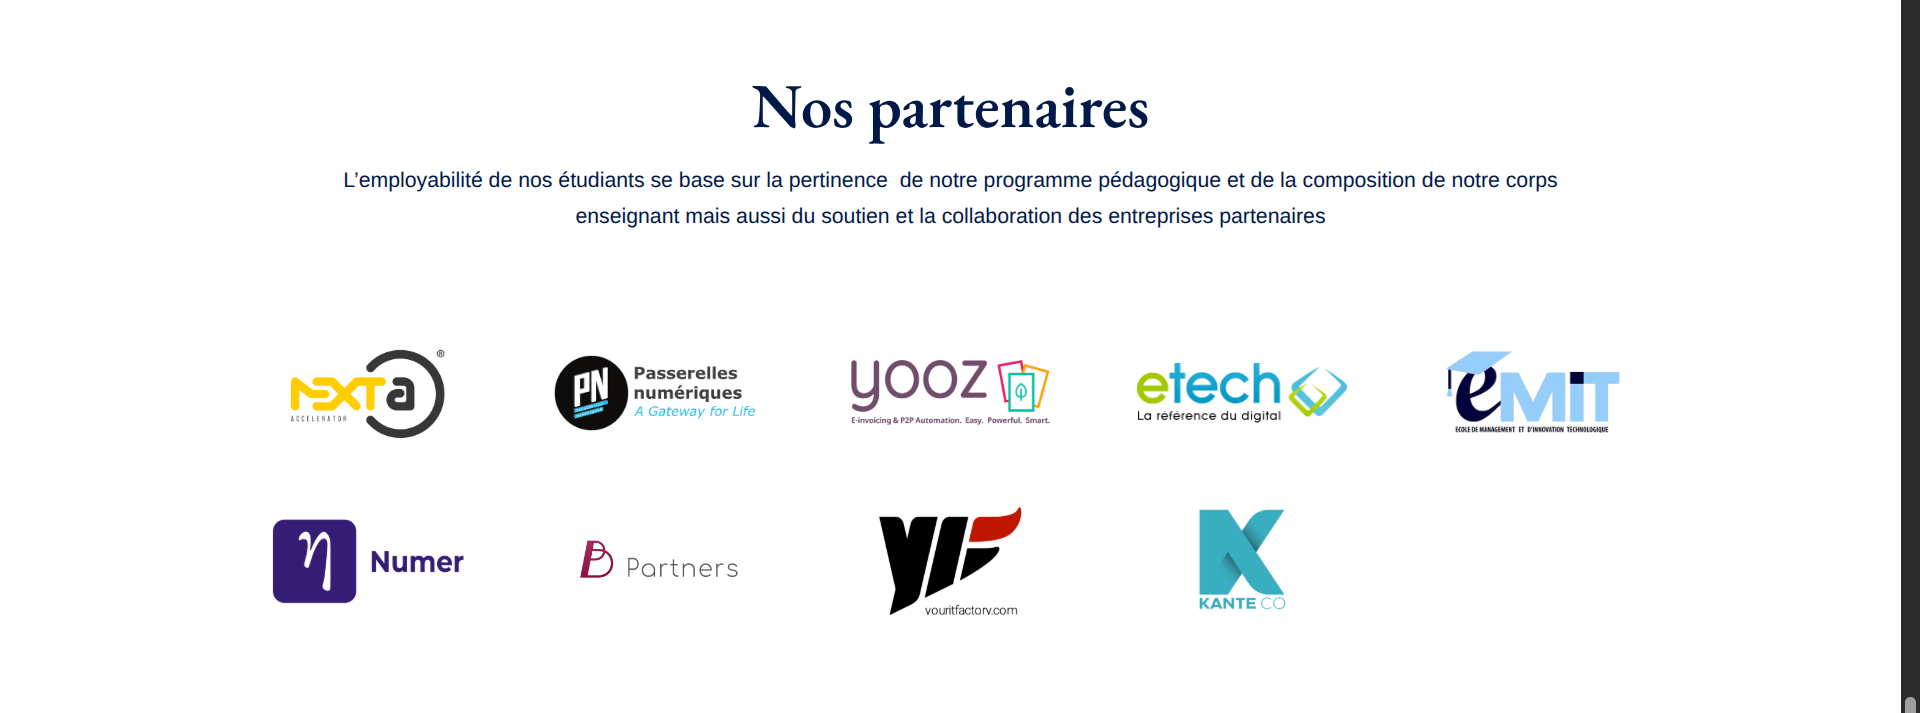 Nos partenaires
L’employabilité de nos étudiants se base sur la pertinence  de notre programme pédagogique et de la composition de notre corps
enseignant mais aussi du soutien et la collaboration des entreprises partenaires
NEXTA ®
ACCELERATOR
PN
Passerelles
numériques
A Gateway for Life
yooz
E-invoicing & P2P Automation. Easy. Powerful. Smart.
etech
La référence du digital
eMiT
ECOLE DE MANAGEMENT ET D'INNOVATION TECHNOLOGIQUE
η Numer
B Partners
YIF
youritfactory.com
K
KANTE CO